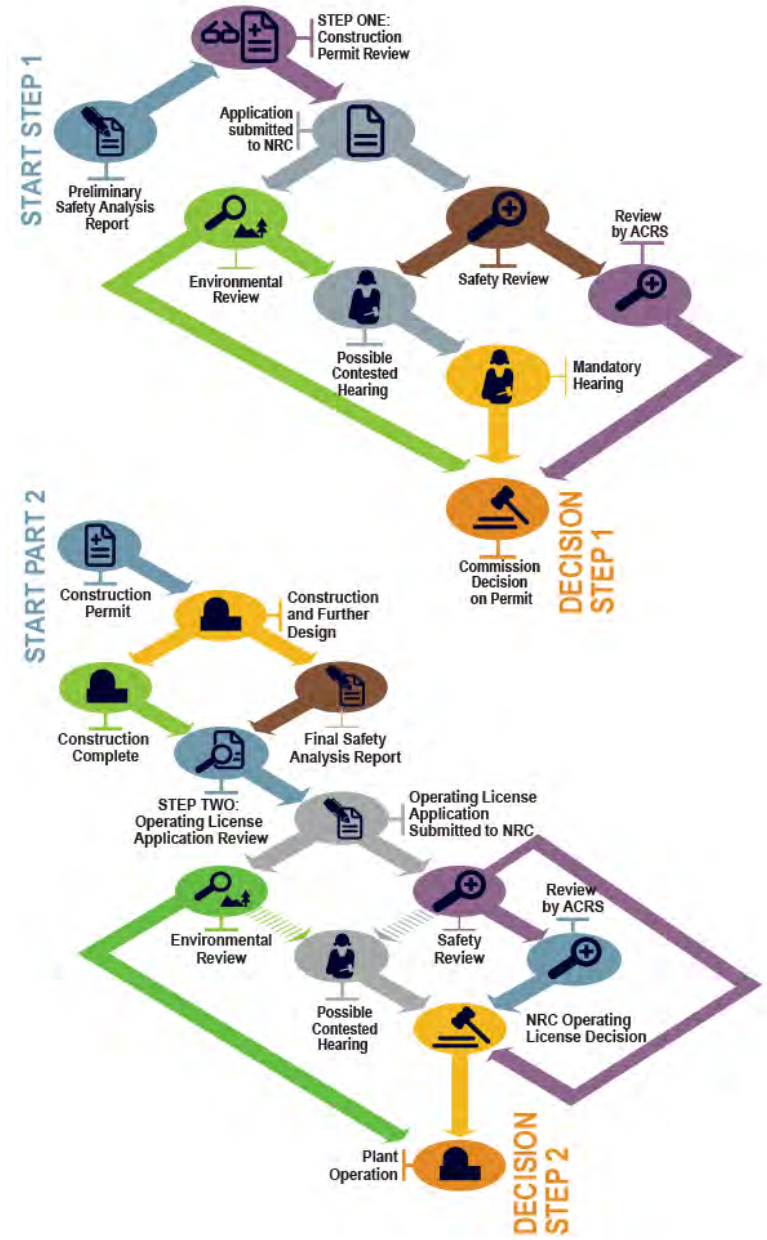 START STEP 1
STEP ONE:
Construction
Permit Review
Application
submitted
to NRC
Preliminary
Safety Analysis
Report
Review
by ACRS
Environmental
Review
Safety Review
Possible
Contested
Hearing
Mandatory
Hearing
Commission
Decision
on Permit
DECISION
STEP 1
START PART 2
Construction
Permit
Construction
and Further
Design
Construction
Complete
Final Safety
Analysis Report
STEP TWO:
Operating License
Application Review
Operating License
Application
Submitted to NRC
Review
by ACRS
Environmental
Review
Safety
Review
Possible
Contested
Hearing
NRC Operating
License Decision
Plant
Operation
DECISION
STEP 2